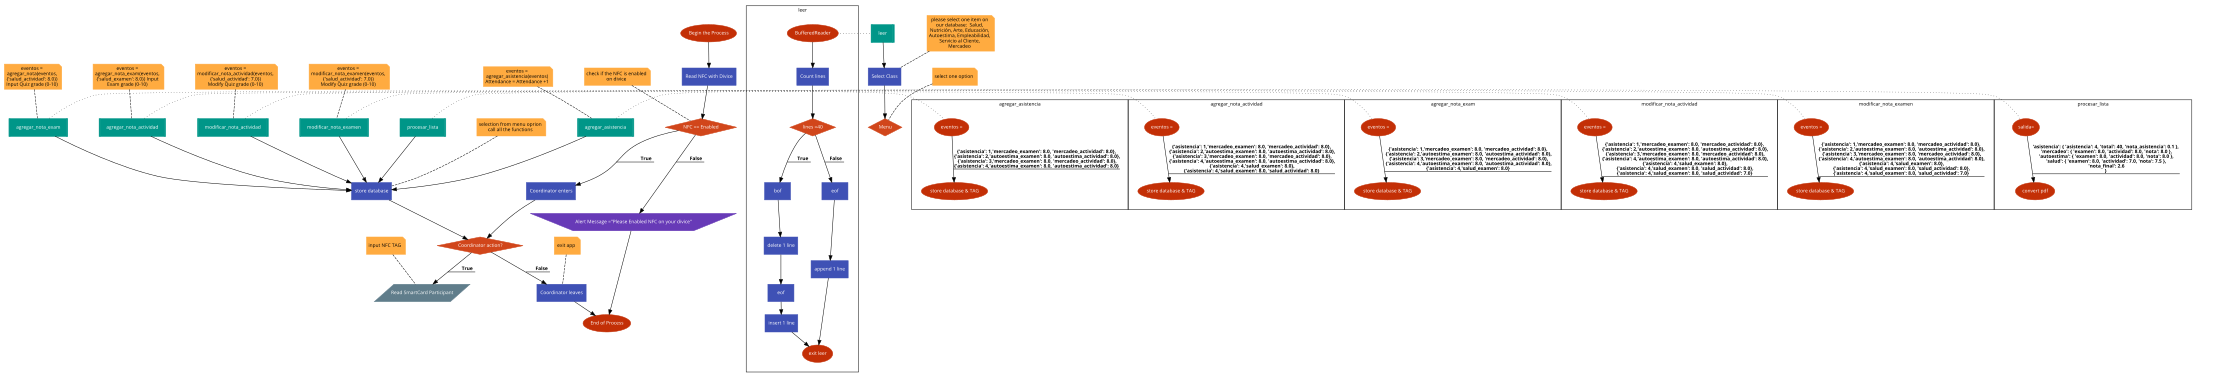 leer
please select one item on
our database: Salud,
Nutrición, Arte, Educación,
Autoestima, Empleabilidad,
Servicio al Cliente,
Mercadeo
Begin the Process
BufferedReader
leer
eventos =
agregar_nota(eventos,
{'salud_actividad': 8.0})
Input Quiz grade (0-10)
eventos =
agregar_exam(eventos,
{'salud_examen': 8.0} Input
Exam grade (0-10)
eventos =
modificar_nota_actividad(eventos,
{'salud_actividad': 7.0})
Modify Quiz grade (0-10)
eventos =
modificar_nota_examen(eventos,
{'salud_actividad': 7.0})
Modify Quiz grade (0-10)
eventos =
agregar_asistencia(eventos)
Attendance = Attendance +1
check if the NFC is enabled
on divice
Read NFC with Divice
Count lines
Select Class
select one option
agregar_nota_exam
agregar_nota_actividad
modificar_nota_actividad
modificar_nota_examen
procesar_lista
selection from menu oprion
call all the functions
agregar_asistencia
NFC == Enabled
lines =40
Menu
True
False
True
False
store database
Coordinator enters
bof
eof
Alert Message ="Please Enabled NFC on your divice"
input NFC TAG
Coordinator action?
exit app
delete 1 line
append 1 line
True
False
Read SmartCard Participant
Coordinator leaves
eof
End of Process
insert 1 line
exit leer
agregar_asistencia
eventos =
{'asistencia': 1,'mercadeo_examen': 8.0, 'mercadeo_actividad': 8.0},
{'asistencia': 2,'autoestima_examen': 8.0, 'autoestima_actividad': 8.0},
{'asistencia': 3,'mercadeo_examen': 8.0, 'mercadeo_actividad': 8.0},
{'asistencia': 4,'autoestima_examen': 8.0, 'autoestima_actividad': 8.0}
store database & TAG
agregar_nota_actividad
eventos =
{'asistencia': 1,'mercadeo_examen': 8.0, 'mercadeo_actividad': 8.0},
{'asistencia': 2,'autoestima_examen': 8.0, 'autoestima_actividad': 8.0},
{'asistencia': 3,'mercadeo_examen': 8.0, 'mercadeo_actividad': 8.0},
{'asistencia': 4,'autoestima_examen': 8.0, 'autoestima_actividad': 8.0},
{'asistencia': 4,'salud_examen': 8.0},
{'asistencia': 4,'salud_examen': 8.0, 'salud_actividad': 8.0}
store database & TAG
agregar_nota_exam
eventos =
{'asistencia': 1,'mercadeo_examen': 8.0, 'mercadeo_actividad': 8.0},
{'asistencia': 2,'autoestima_examen': 8.0, 'autoestima_actividad': 8.0},
{'asistencia': 3,'mercadeo_examen': 8.0, 'mercadeo_actividad': 8.0},
{'asistencia': 4,'autoestima_examen': 8.0, 'autoestima_actividad': 8.0},
{'asistencia': 4,'salud_examen': 8.0}
store database & TAG
modificar_nota_actividad
eventos =
{'asistencia': 1,'mercadeo_examen': 8.0, 'mercadeo_actividad': 8.0},
{'asistencia': 2,'autoestima_examen': 8.0, 'autoestima_actividad': 8.0},
{'asistencia': 3,'mercadeo_examen': 8.0, 'mercadeo_actividad': 8.0},
{'asistencia': 4,'autoestima_examen': 8.0, 'autoestima_actividad': 8.0},
{'asistencia': 4,'salud_examen': 8.0},
{'asistencia': 4,'salud_examen': 8.0, 'salud_actividad': 8.0},
{'asistencia': 4,'salud_examen': 8.0, 'salud_actividad': 7.0}
store database & TAG
modificar_nota_examen
eventos =
{'asistencia': 1,'mercadeo_examen': 8.0, 'mercadeo_actividad': 8.0},
{'asistencia': 2,'autoestima_examen': 8.0, 'autoestima_actividad': 8.0},
{'asistencia': 3,'mercadeo_examen': 8.0, 'mercadeo_actividad': 8.0},
{'asistencia': 4,'autoestima_examen': 8.0, 'autoestima_actividad': 8.0},
{'asistencia': 4,'salud_examen': 8.0},
{'asistencia': 4,'salud_examen': 8.0, 'salud_actividad': 8.0}
{'asistencia': 4,'salud_examen': 8.0, 'salud_actividad': 7.0}
store database & TAG
procesar_lista
salida=
'asistencia': { 'asistencia': 4, 'total': 40, 'nota_asistencia': 0.1 },
'mercadeo': { 'examen': 8.0, 'actividad': 8.0, 'nota': 8.0 },
'autoestima': { 'examen': 8.0, 'actividad': 8.0, 'nota': 8.0 },
'salud': { 'examen': 8.0, 'actividad': 7.0, 'nota': 7.5 },
'nota_final': 2.6
}
convert pdf